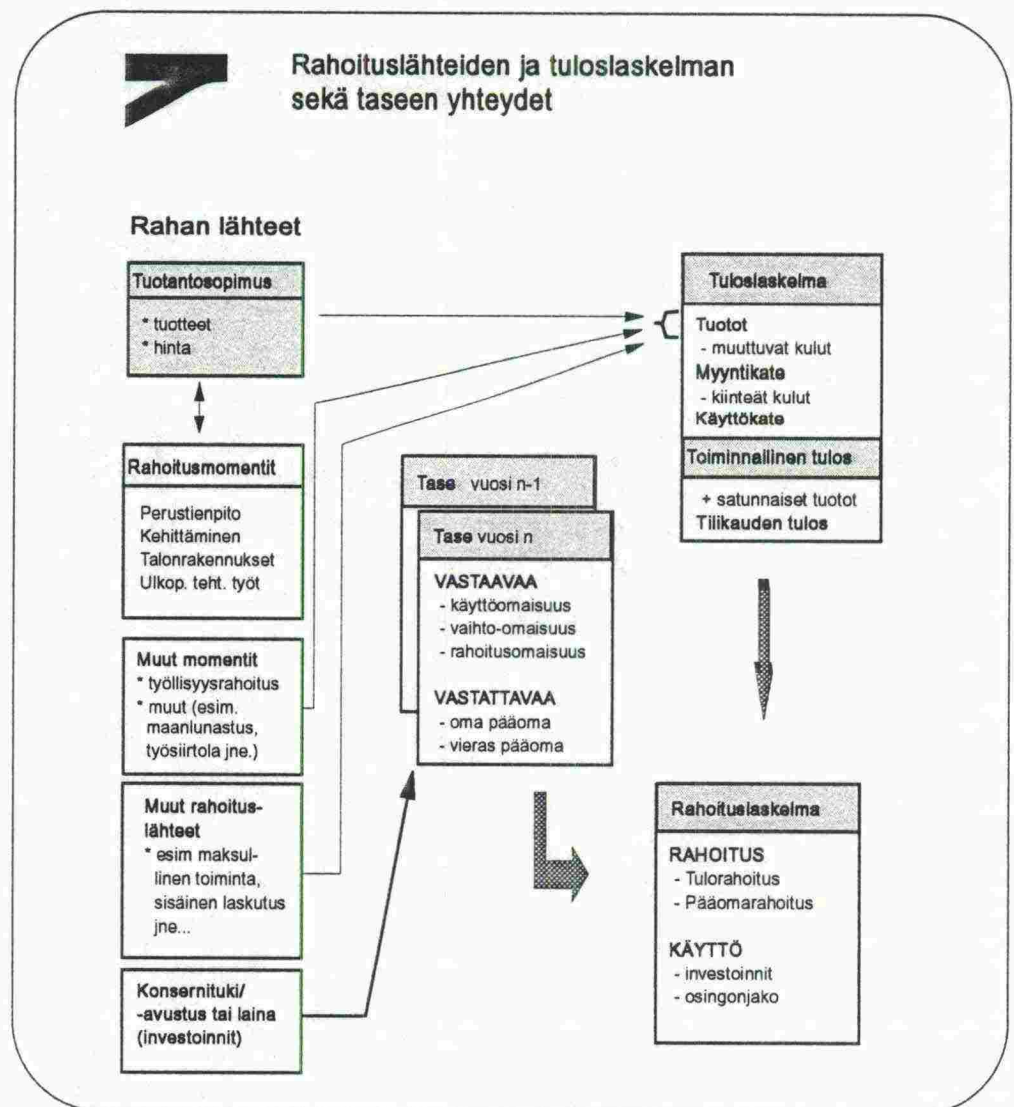 Rahoituslähteiden ja tuloslaskelman
sekä taseen yhteydet
Rahan lähteet
Tuotantosopimus
* tuotteet
* hinta
Rahoitusmomentit
Perustienpito
Kehittäminen
Talonrakennukset
Ulkop. teht. työt
Muut momentit
* työllisyysrahoitus
* muut (esim.
maanlunastus,
työsiirtola jne.)
Muut rahoitus-
lähteet
* esim maksul-
linen toiminta,
sisäinen laskutus
jne...
Konsernituki/
-avustus tai laina
(investoinnit)
Tase vuosi n-1
Tase vuosi n
VASTAAVAA
- käyttöomaisuus
- vaihto-omaisuus
- rahoitusomaisuus
VASTATTAVAA
- oma pääoma
- vieras pääoma
Tuloslaskelma
Tuotot
- muuttuvat kulut
Myyntikate
- kiinteät kulut
Käyttökate
Toiminnallinen tulos
+ satunnaiset tuotot
Tilikauden tulos
Rahoituslaskelma
RAHOITUS
- Tulorahoitus
- Pääomarahoitus
KÄYTTÖ
- investoinnit
- osingonjako